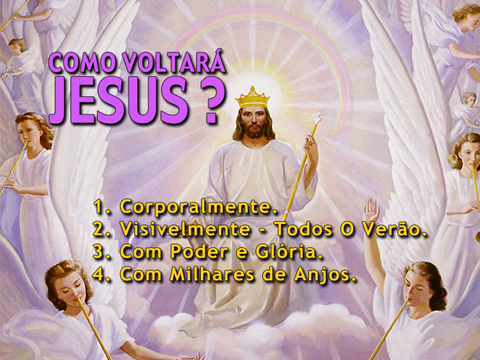 COMO VOLTARÁ
JESUS ?
1. Corporalmente.
2. Visivelmente - Todos O Verão.
3. Com Poder e Glória.
4. Com Milhares de Anjos.